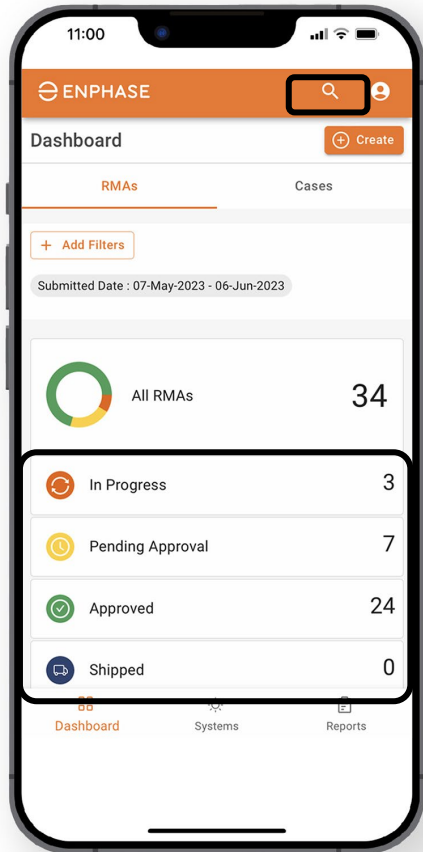 11:00
ENPHASE
Dashboard
Create
RMAs
Cases
+ Add Filters
Submitted Date : 07-May-2023 - 06-Jun-2023
All RMAs
34
In Progress
3
Pending Approval
7
Approved
24
Shipped
0
Dashboard
Systems
Reports